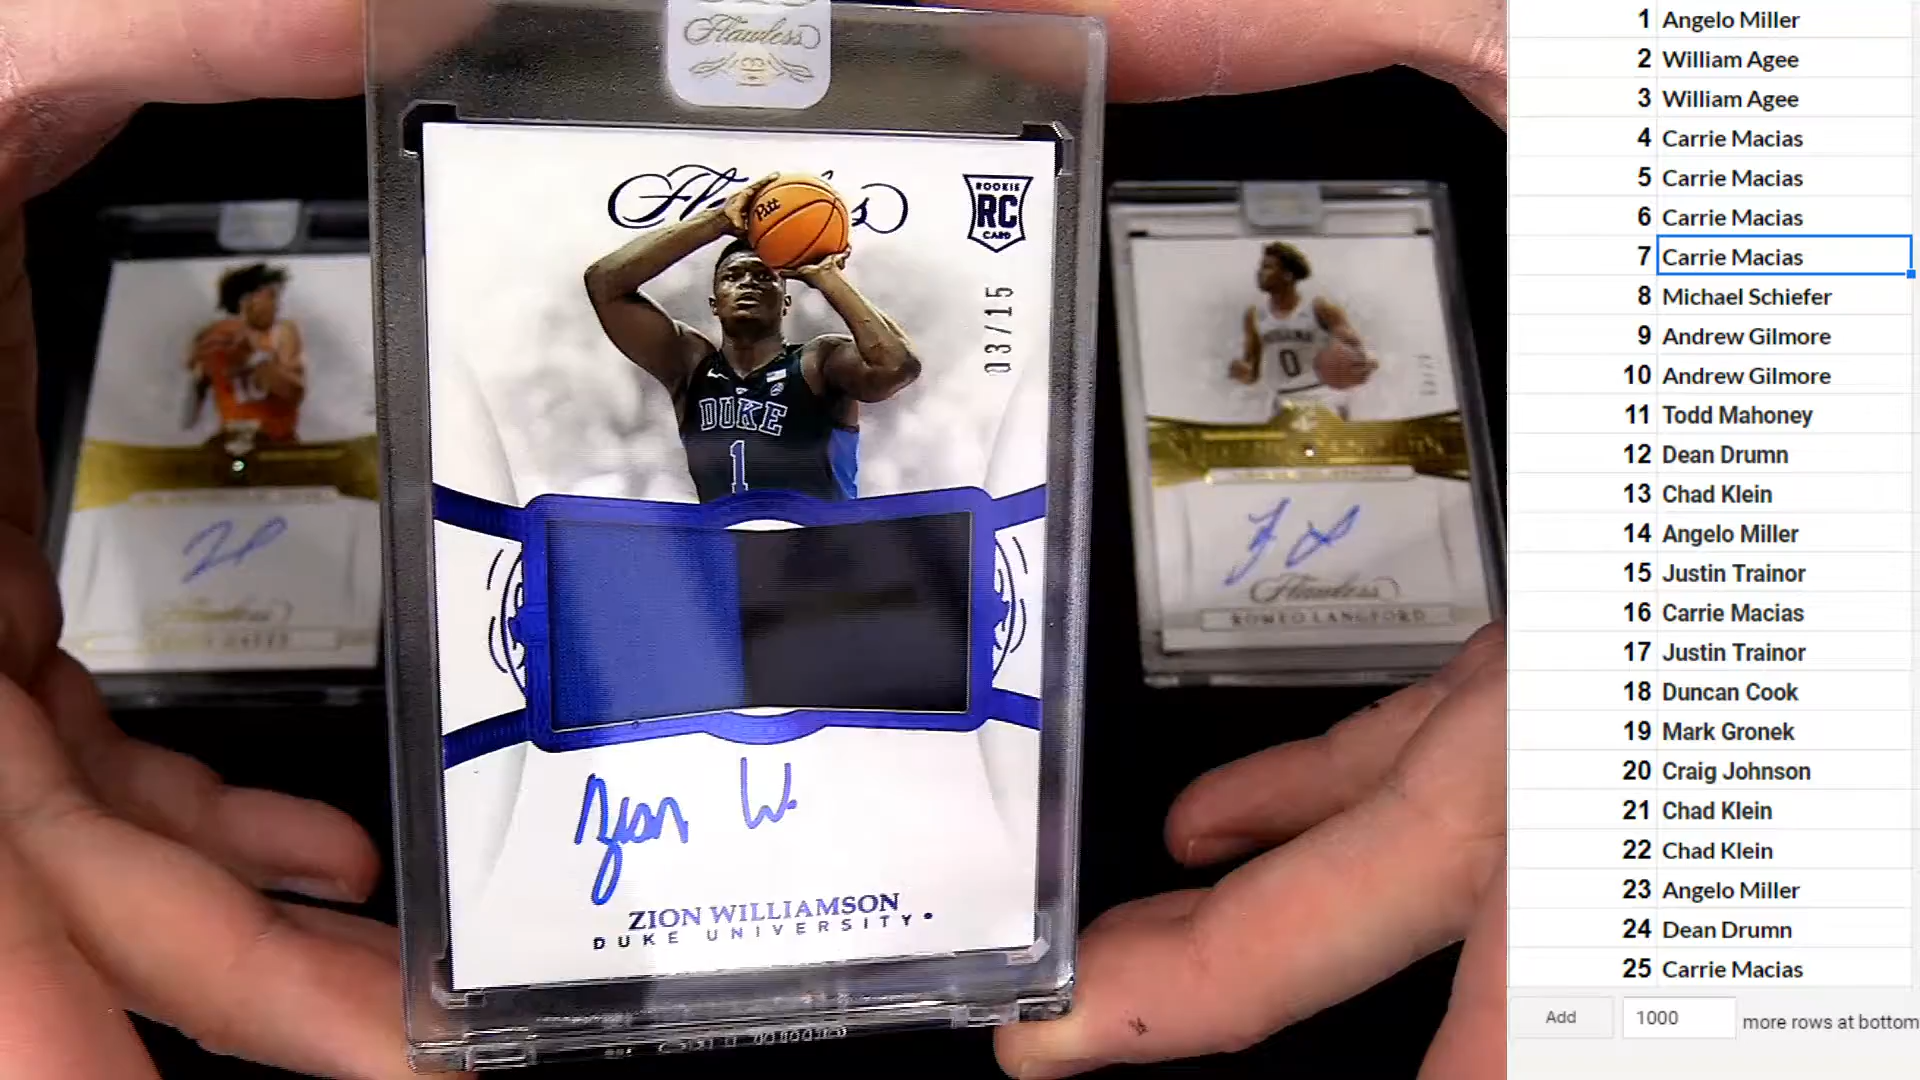 Flawless
Fl s
Pitt
ROOKIE
RC
CARD
03/15
DUKE
1
ZION WILLIAMSON
DUKE UNIVERSITY
10
0
Flawless
ROMEO LANGFORD
1 Angelo Miller
2 William Agee
3 William Agee
4 Carrie Macias
5 Carrie Macias
6 Carrie Macias
7 Carrie Macias
8 Michael Schiefer
9 Andrew Gilmore
10 Andrew Gilmore
11 Todd Mahoney
12 Dean Drumn
13 Chad Klein
14 Angelo Miller
15 Justin Trainor
16 Carrie Macias
17 Justin Trainor
18 Duncan Cook
19 Mark Gronek
20 Craig Johnson
21 Chad Klein
22 Chad Klein
23 Angelo Miller
24 Dean Drumn
25 Carrie Macias
Add 1000 more rows at bottom